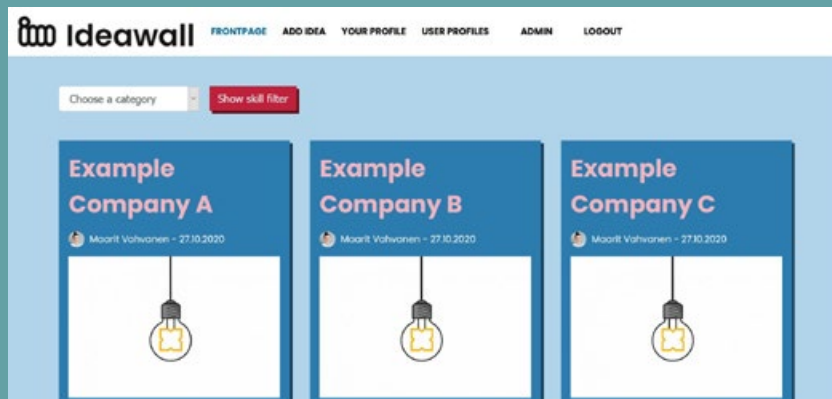 Ideawall
FRONTPAGE ADD IDEA YOUR PROFILE USER PROFILES ADMIN LOGOUT
Choose a category
Show skill filter
Example
Company A
Maarit Vahvanen - 27.10.2020
Example
Company B
Maarit Vahvanen - 27.10.2020
Example
Company C
Maarit Vahvanen - 27.10.2020